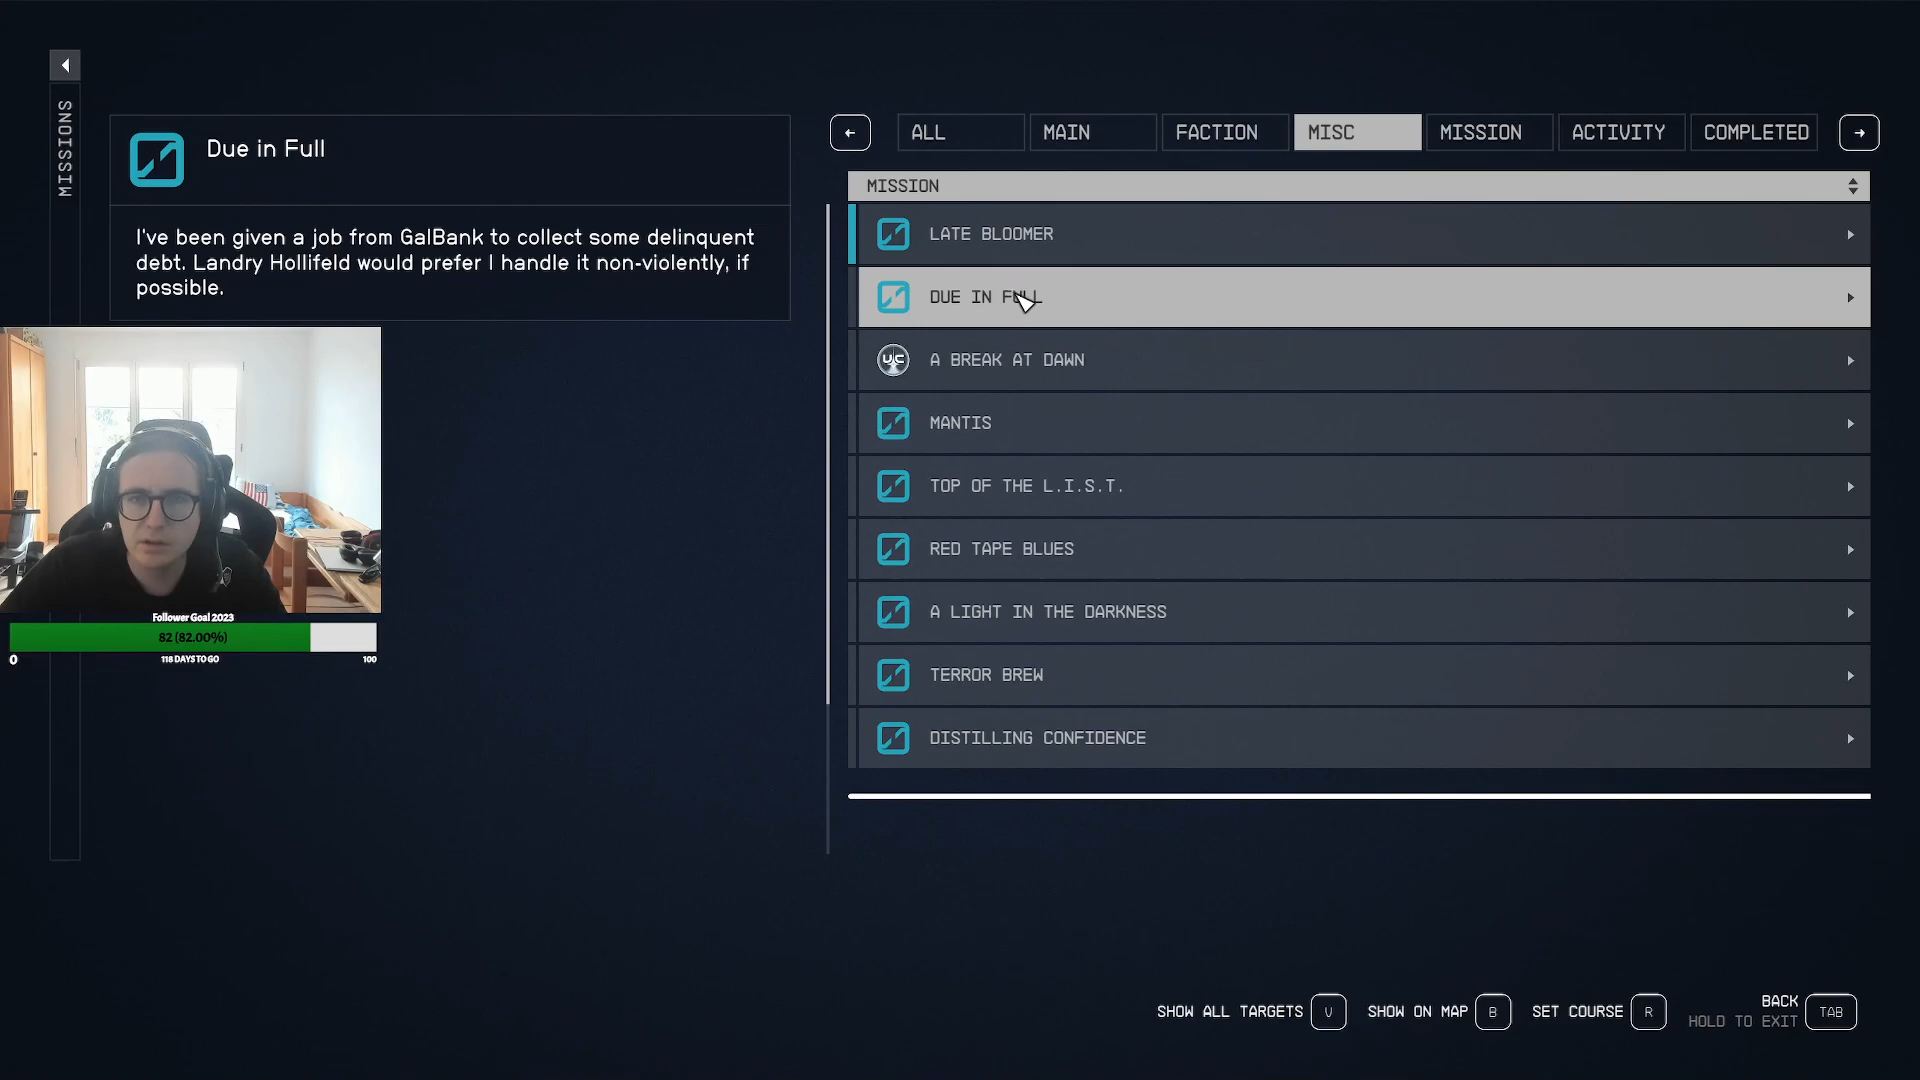 MISSIONS
Due in Full
I've been given a job from GalBank to collect some delinquent
debt. Landry Hollifeld would prefer I handle it non-violently, if
possible.
ALL
MAIN
FACTION
MISC
MISSION
ACTIVITY
COMPLETED
MISSION
LATE BLOOMER
DUE IN FULL
UC
A BREAK AT DAWN
MANTIS
TOP OF THE L.I.S.T.
RED TAPE BLUES
A LIGHT IN THE DARKNESS
TERROR BREW
DISTILLING CONFIDENCE
Follower Goal 2023
82 (82.00%)
0
118 DAYS TO GO
100
SHOW ALL TARGETS V
SHOW ON MAP B
SET COURSE R
BACK
HOLD TO EXIT
TAB